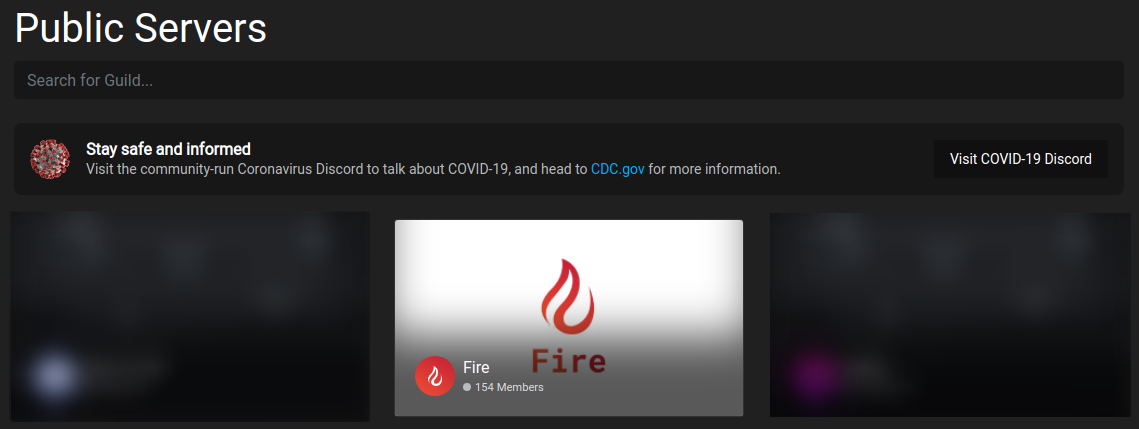 Public Servers
Search for Guild...
Stay safe and informed
Visit the community-run Coronavirus Discord to talk about COVID-19, and head to CDC.gov for more information.
Visit COVID-19 Discord
Fire
Fire
154 Members